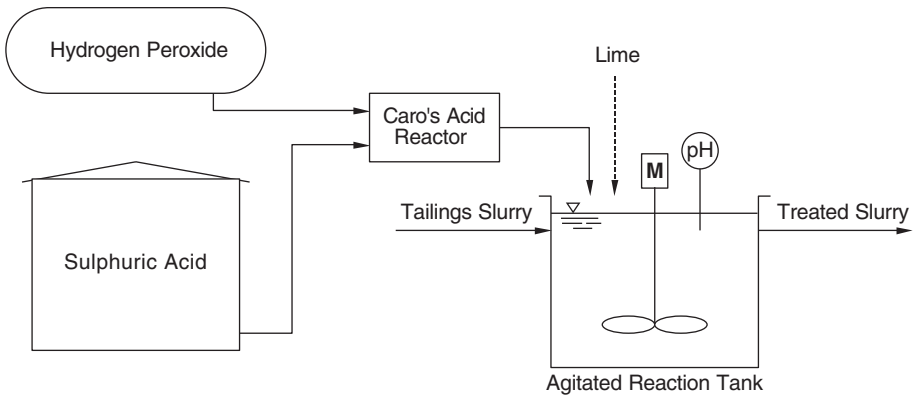 Hydrogen Peroxide
Lime
Caro's Acid
Reactor
M
pH
Tailings Slurry
Treated Slurry
Sulphuric Acid
Agitated Reaction Tank